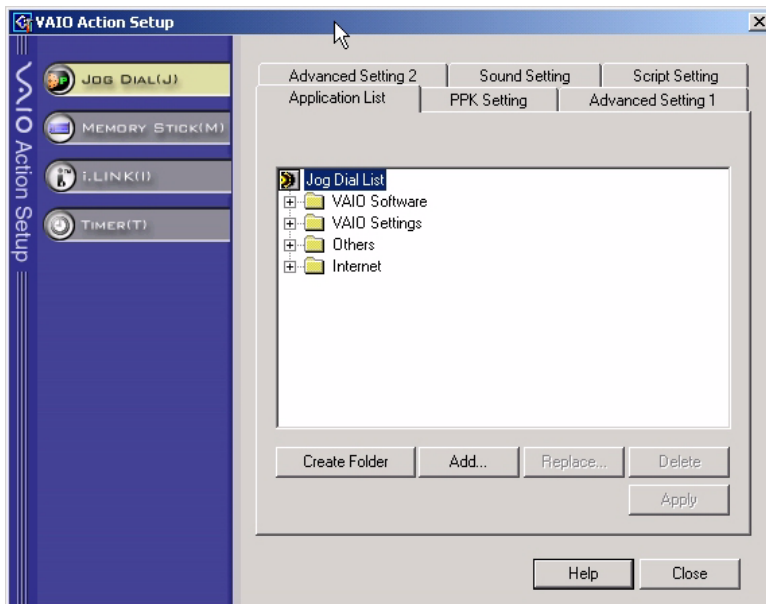 VAIO Action Setup
VAIO Action Setup
JOG DIAL(J)
MEMORY STICK(M)
i.LINK(I)
TIMER(T)
Advanced Setting 2 Sound Setting Script Setting
Application List PPK Setting Advanced Setting 1
Jog Dial List
VAIO Software
VAIO Settings
Others
Internet
Create Folder Add... Replace... Delete
Apply
Help Close